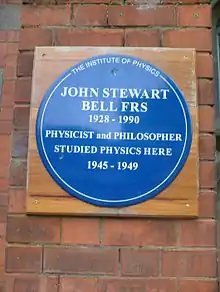 THE INSTITUTE OF PHYSICS
JOHN STEWART
BELL FRS
1928 - 1990
PHYSICIST and PHILOSOPHER
STUDIED PHYSICS HERE
1945 - 1949